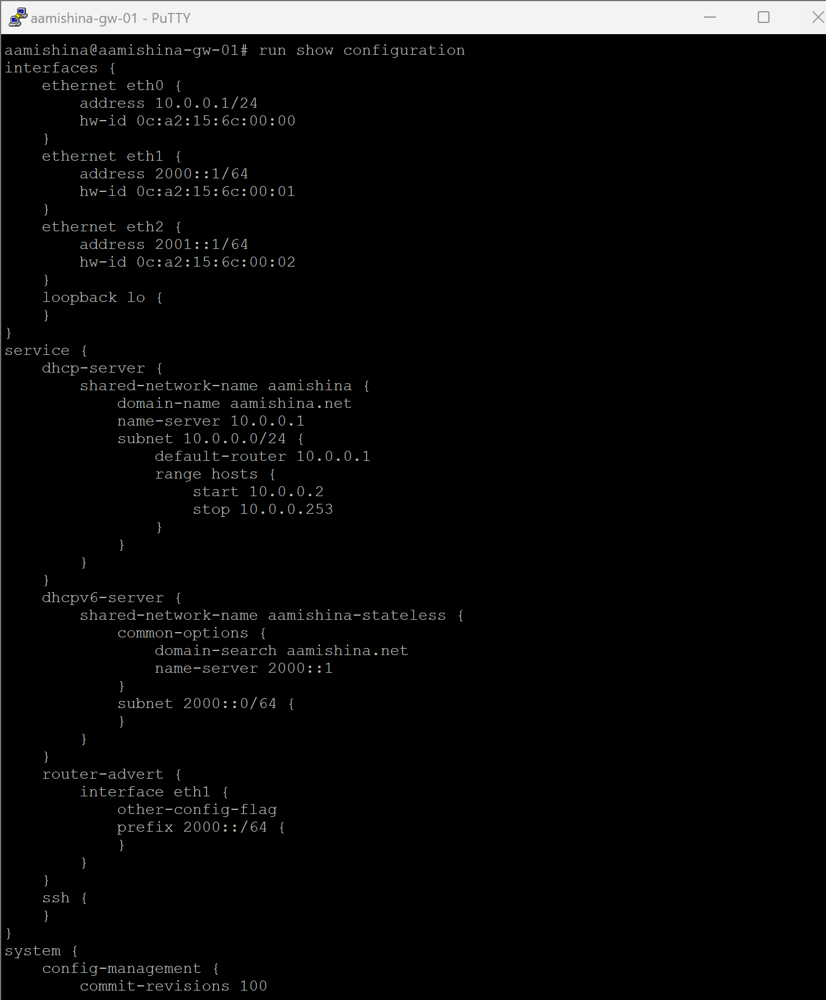 aamishina-gw-01 - PuTTY
aamishina@aamishina-gw-01# run show configuration
interfaces {
    ethernet eth0 {
        address 10.0.0.1/24
        hw-id 0c:a2:15:6c:00:00
    }
    ethernet eth1 {
        address 2000::1/64
        hw-id 0c:a2:15:6c:00:01
    }
    ethernet eth2 {
        address 2001::1/64
        hw-id 0c:a2:15:6c:00:02
    }
    loopback lo {
    }
}
service {
    dhcp-server {
        shared-network-name aamishina {
            domain-name aamishina.net
            name-server 10.0.0.1
            subnet 10.0.0.0/24 {
                default-router 10.0.0.1
                range hosts {
                    start 10.0.0.2
                    stop 10.0.0.253
                }
            }
        }
    }
    dhcpv6-server {
        shared-network-name aamishina-stateless {
            common-options {
                domain-search aamishina.net
                name-server 2000::1
            }
            subnet 2000::0/64 {
            }
        }
    }
    router-advert {
        interface eth1 {
            other-config-flag
            prefix 2000::/64 {
            }
        }
    }
    ssh {
    }
}
system {
    config-management {
        commit-revisions 100